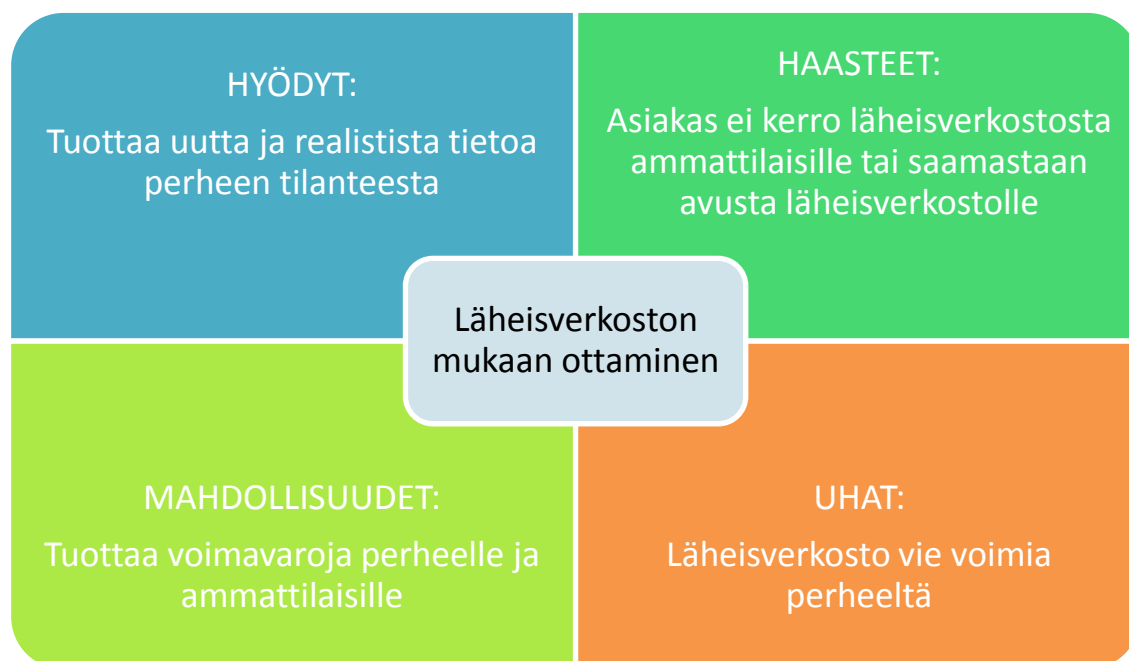 HYÖDYT:
Tuottaa uutta ja realistista tietoa
perheen tilanteesta
HAASTEET:
Asiakas ei kerro läheisverkostosta
ammattilaisille tai saamastaan
avusta läheisverkostolle
Läheisverkoston
mukaan ottaminen
MAHDOLLISUUDET:
Tuottaa voimavaroja perheelle ja
ammattilaisille
UHAT:
Läheisverkosto vie voimia
perheeltä